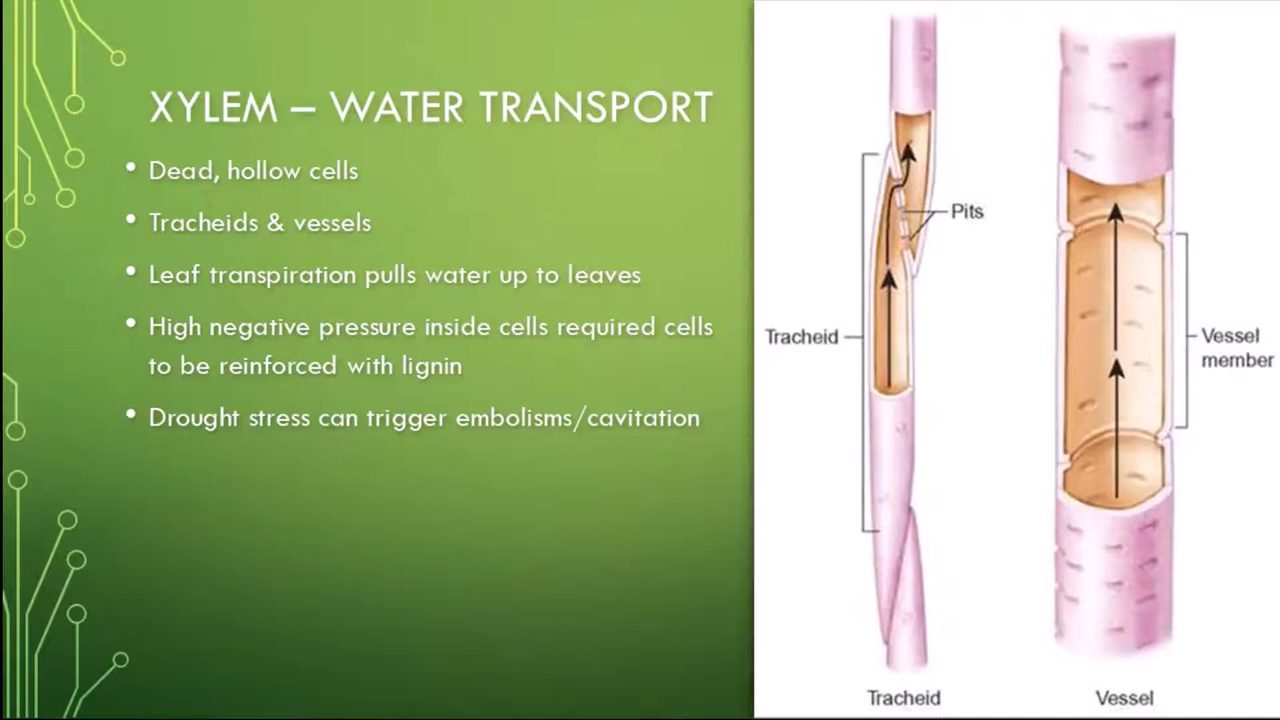 XYLEM – WATER TRANSPORT
• Dead, hollow cells
• Tracheids & vessels
• Leaf transpiration pulls water up to leaves
• High negative pressure inside cells required cells
to be reinforced with lignin
• Drought stress can trigger embolisms/cavitation
Pits
Tracheid
Vessel
member
Tracheid
Vessel